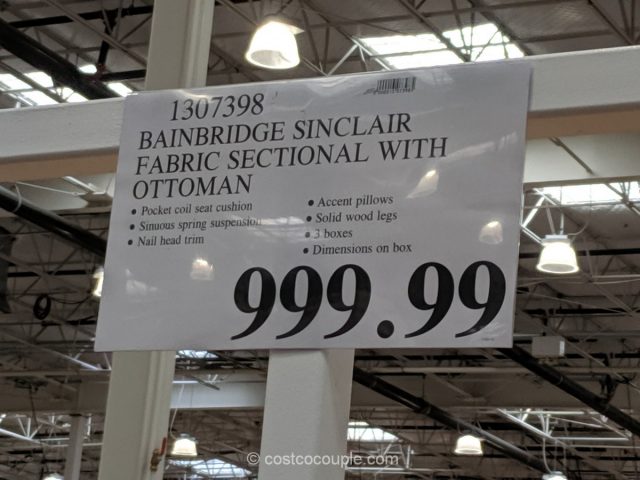 1307398
BAINBRIDGE SINCLAIR
FABRIC SECTIONAL WITH
OTTOMAN
• Pocket coil seat cushion
• Sinuous spring suspension
• Nail head trim
• Accent pillows
• Solid wood legs
• 3 boxes
• Dimensions on box
999.99
© costcocouple.com